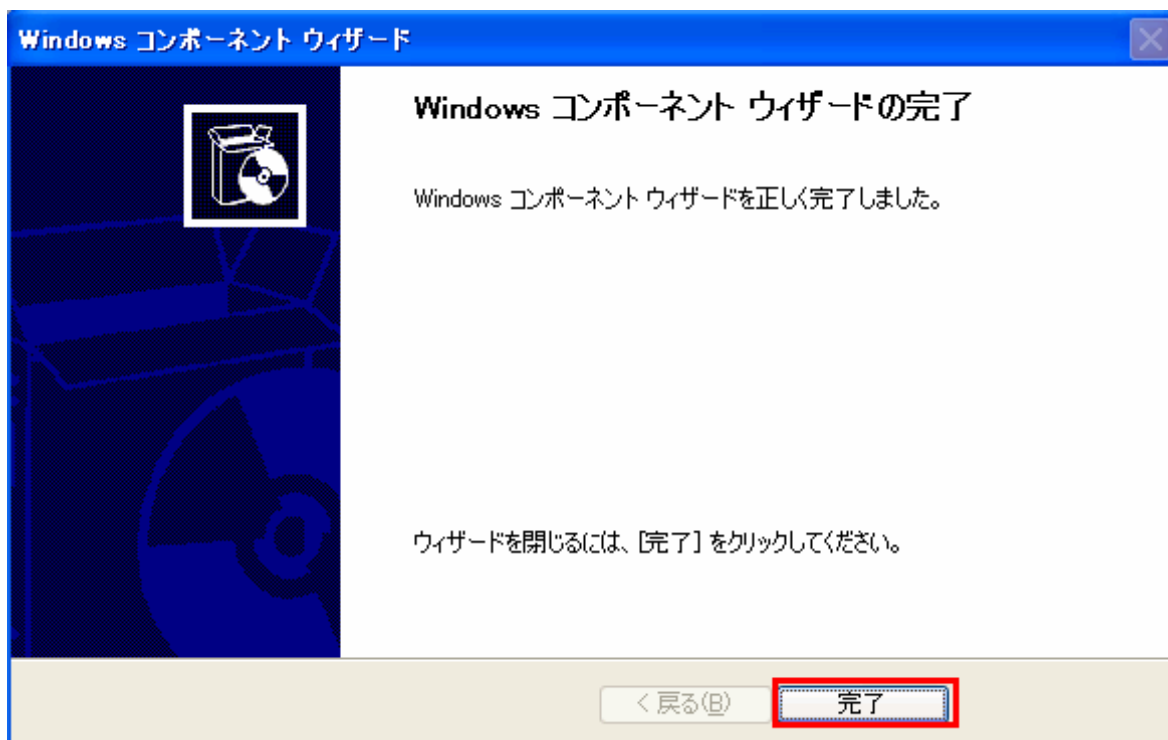 Windows コンポーネント ウィザード
Windows コンポーネント ウィザードの完了
Windows コンポーネント ウィザードを正しく完了しました。
ウィザードを閉じるには、[完了] をクリックしてください。
< 戻る(B)
完了